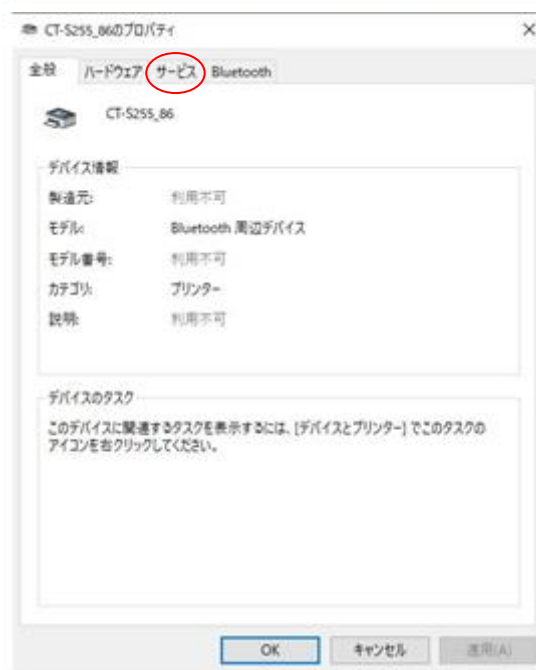 CT-S255_86のプロパティ
全般 ハードウェア サービス Bluetooth
CT-S255_86
デバイス情報
製造元: 利用不可
モデル: Bluetooth 周辺デバイス
モデル番号: 利用不可
カテゴリ: プリンター
説明: 利用不可
デバイスのタスク
このデバイスに関連するタスクを表示するには、[デバイスとプリンター] でこのタスクの
アイコンを右クリックしてください。
OK キャンセル 適用(A)